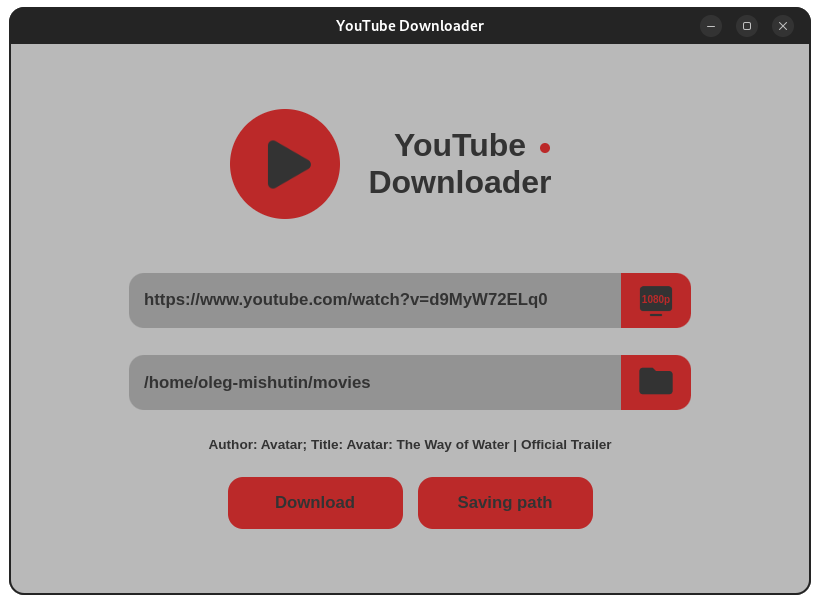 YouTube Downloader
YouTube
Downloader
https://www.youtube.com/watch?v=d9MyW72ELq0
1080p
/home/oleg-mishutin/movies
Author: Avatar; Title: Avatar: The Way of Water | Official Trailer
Download
Saving path